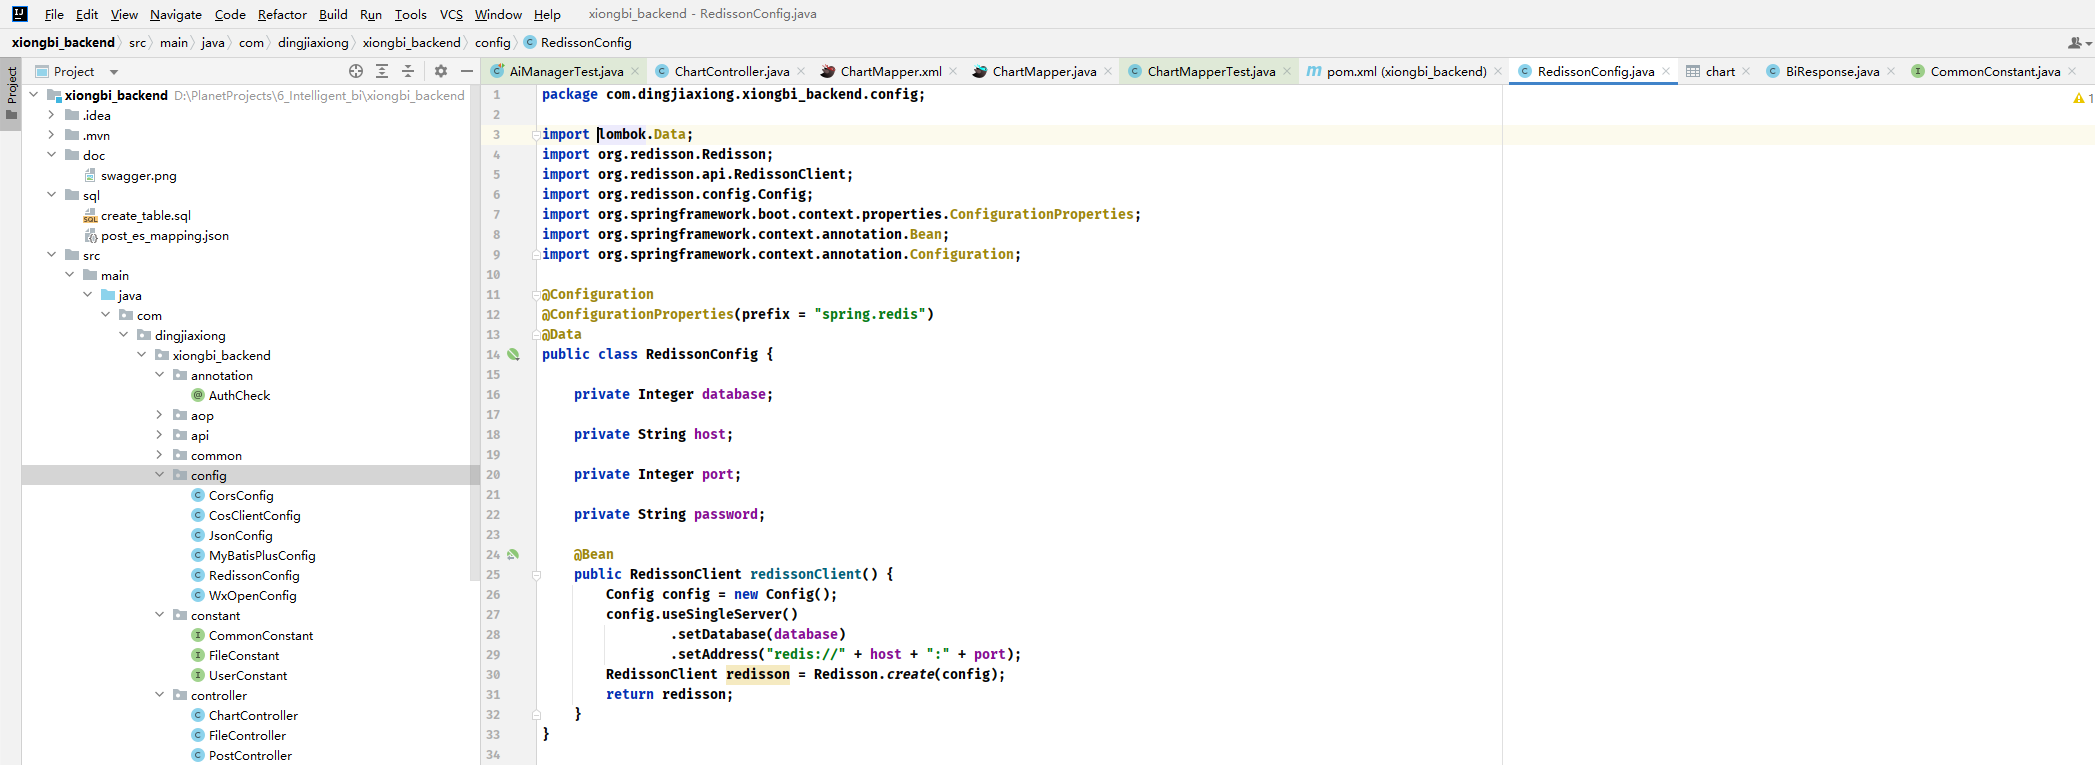 File Edit View Navigate Code Refactor Build Run Tools VCS Window Help xiongbi_backend - RedissonConfig.java
xiongbi_backend src main java com dingjiaxiong xiongbi_backend config RedissonConfig
Project
Project
AiManagerTest.java ChartController.java ChartMapper.xml ChartMapper.java ChartMapperTest.java pom.xml (xiongbi_backend) RedissonConfig.java chart BiResponse.java CommonConstant.java
xiongbi_backend D:\PlanetProjects\6_Intelligent_bi\xiongbi_backend
.idea
.mvn
doc
swagger.png
sql
create_table.sql
post_es_mapping.json
src
main
java
com
dingjiaxiong
xiongbi_backend
annotation
AuthCheck
aop
api
common
config
CorsConfig
CosClientConfig
JsonConfig
MyBatisPlusConfig
RedissonConfig
WxOpenConfig
constant
CommonConstant
FileConstant
UserConstant
controller
ChartController
FileController
PostController
1 package com.dingjiaxiong.xiongbi_backend.config;
2
3 import lombok.Data;
4 import org.redisson.Redisson;
5 import org.redisson.api.RedissonClient;
6 import org.redisson.config.Config;
7 import org.springframework.boot.context.properties.ConfigurationProperties;
8 import org.springframework.context.annotation.Bean;
9 import org.springframework.context.annotation.Configuration;
10
11 @Configuration
12 @ConfigurationProperties(prefix = "spring.redis")
13 @Data
14 public class RedissonConfig {
15
16 private Integer database;
17
18 private String host;
19
20 private Integer port;
21
22 private String password;
23
24 @Bean
25 public RedissonClient redissonClient() {
26 Config config = new Config();
27 config.useSingleServer()
28 .setDatabase(database)
29 .setAddress("redis://" + host + ":" + port);
30 RedissonClient redisson = Redisson.create(config);
31 return redisson;
32 }
33 }
34
1